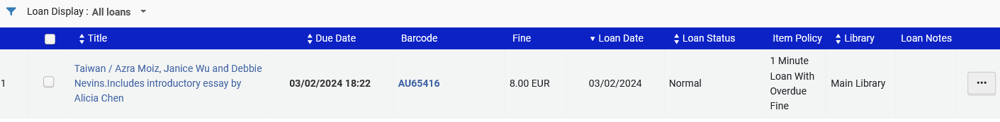 Loan Display : All loans
Title Due Date Barcode Fine Loan Date Loan Status Item Policy Library Loan Notes
1
Taiwan / Azra Moiz, Janice Wu and Debbie
Nevins.Includes introductory essay by
Alicia Chen
03/02/2024 18:22
AU65416
8.00 EUR
03/02/2024
Normal
1 Minute
Loan With
Overdue
Fine
Main Library
...